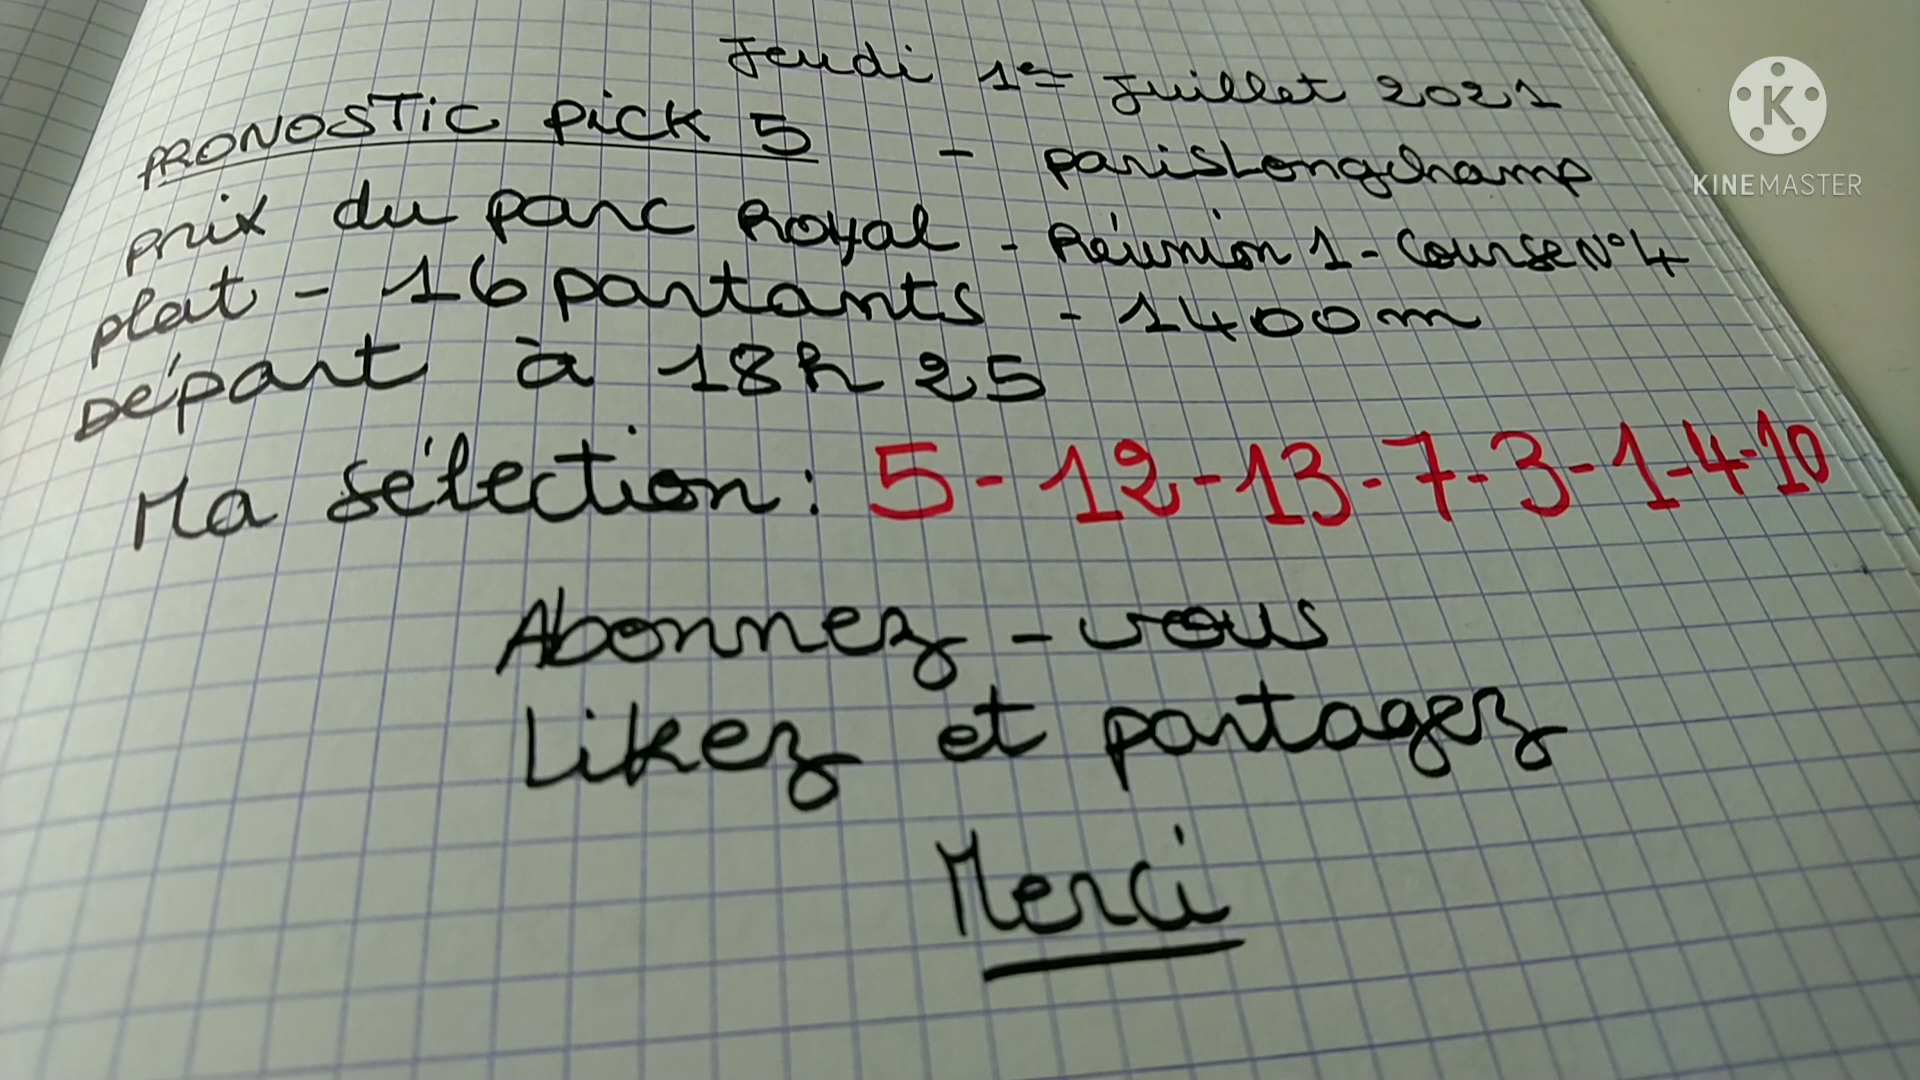 Jeudi 1er Juillet 2021
PRONOSTIC PICK 5 - parisLongchamp
prix du parc Royal - Réunion 1 - Course N°4
plat - 16 partants - 1400m
Départ à 18h25
Ma sélection : 5-12-13-7-3-1-4-10
Abonnez-vous
Likez et partagez
Merci
K
KINEMASTER